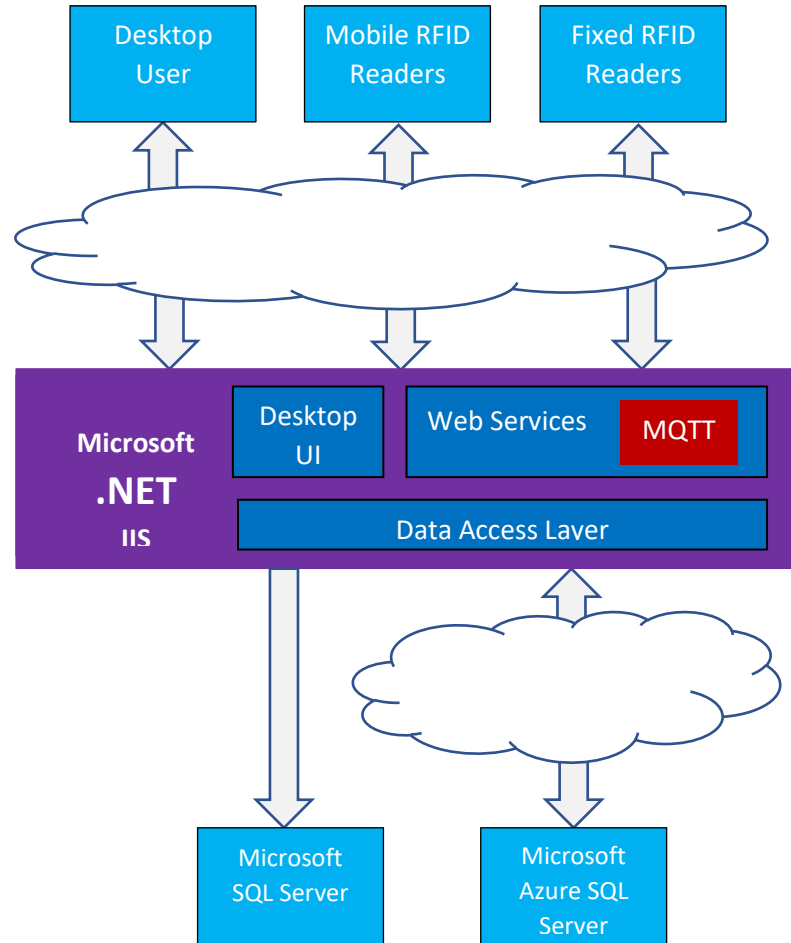 Desktop
User
Mobile RFID
Readers
Fixed RFID
Readers
Microsoft
.NET
IIS
Desktop
UI
Web Services
MQTT
Data Access Layer
Microsoft
SQL Server
Microsoft
Azure SQL
Server